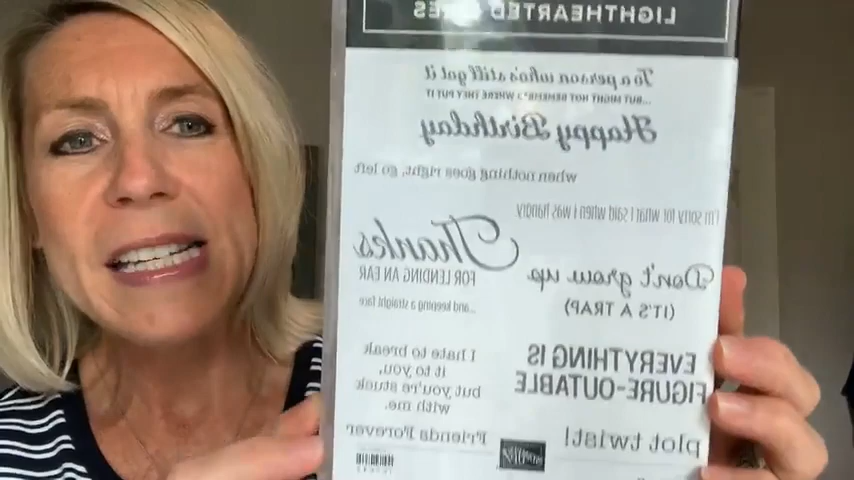 LIGHTHEARTED LINES
To a person who's still got it
...BUT MIGHT NOT REMEMBER WHERE THEY PUT IT
Happy Birthday
when nothing goes right, go left
I'm sorry for what I said when i was hangry
Thanks
FOR LENDING AN EAR
...and keeping a straight face
Don't grow up
(IT'S A TRAP)
I hate to break
it to you,
but you're stuck
with me.
EVERYTHING IS
FIGURE-OUTABLE
Friends Forever
plot twist!
STAMPIN' UP!